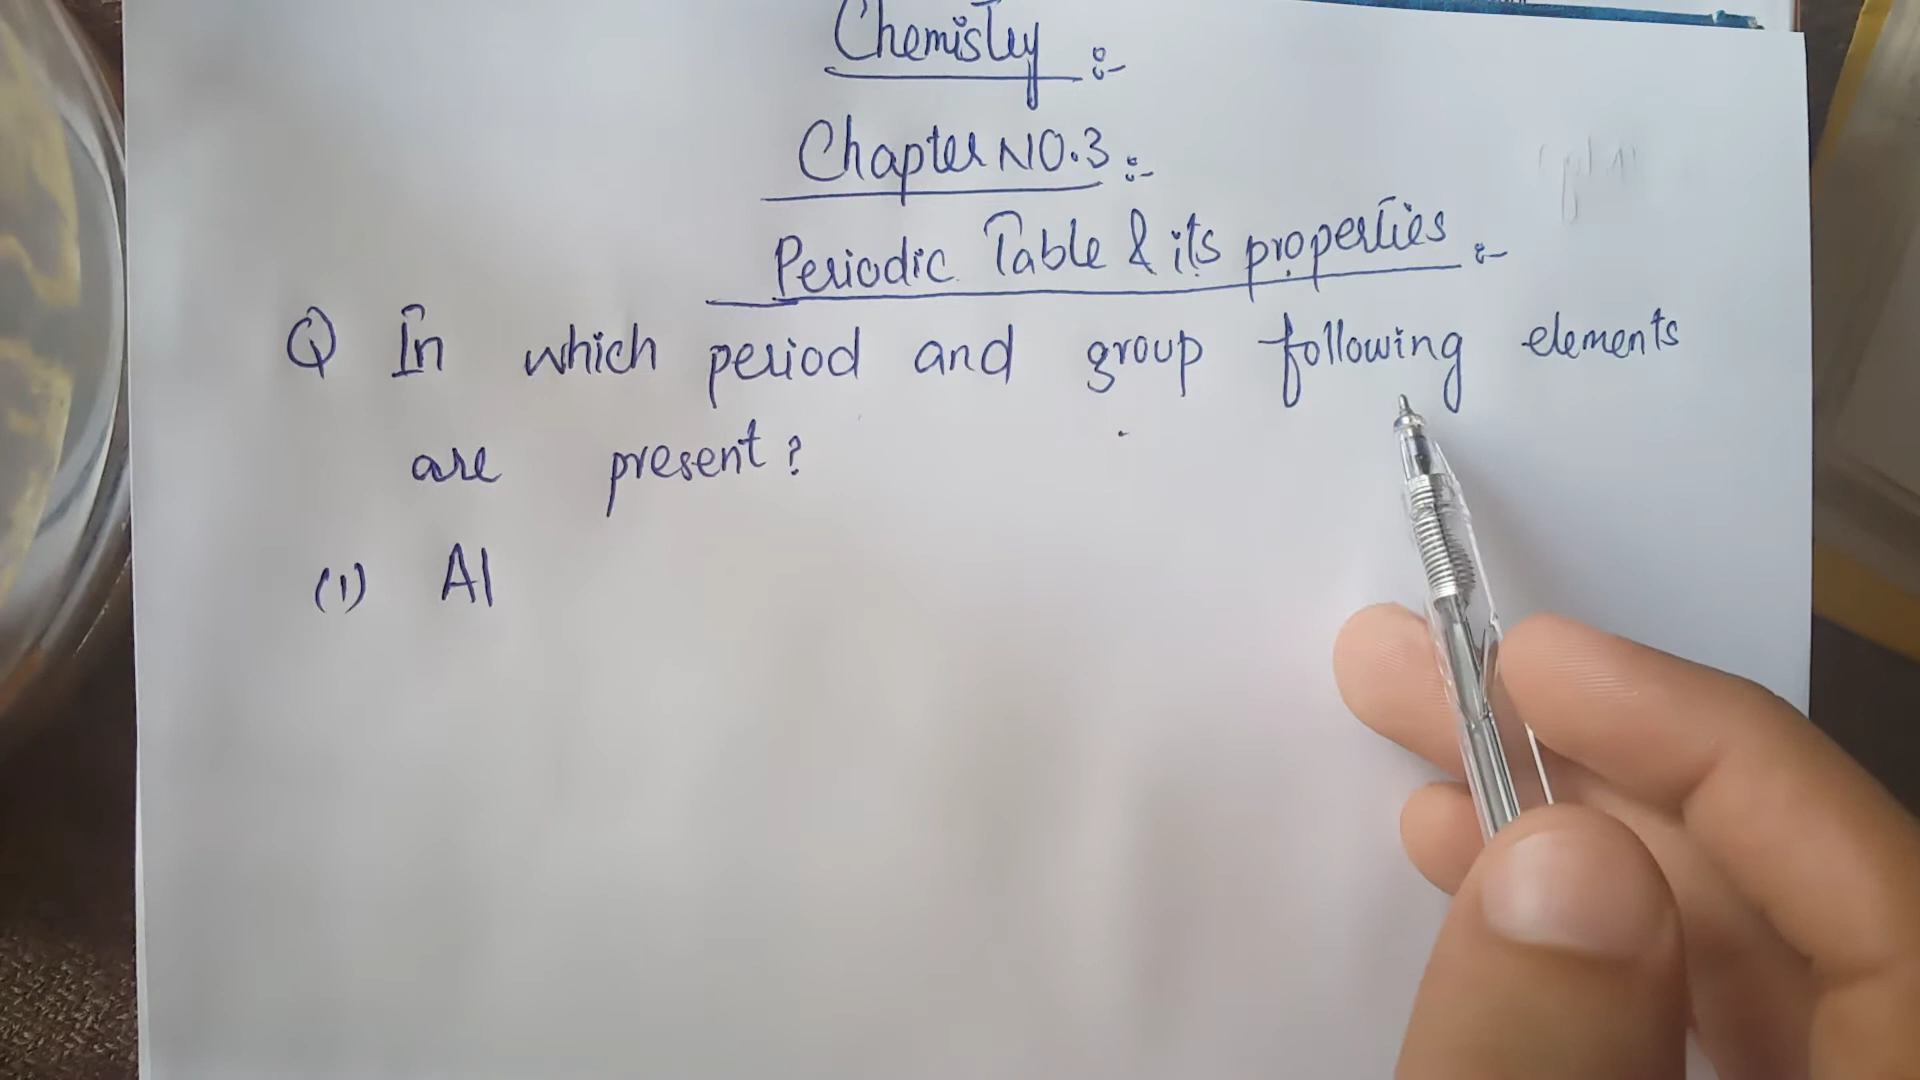 Chemistry :-
Chapter NO.3 :-
Periodic Table & its properties :-
Q In which period and group following elements
are present?
(1) Al